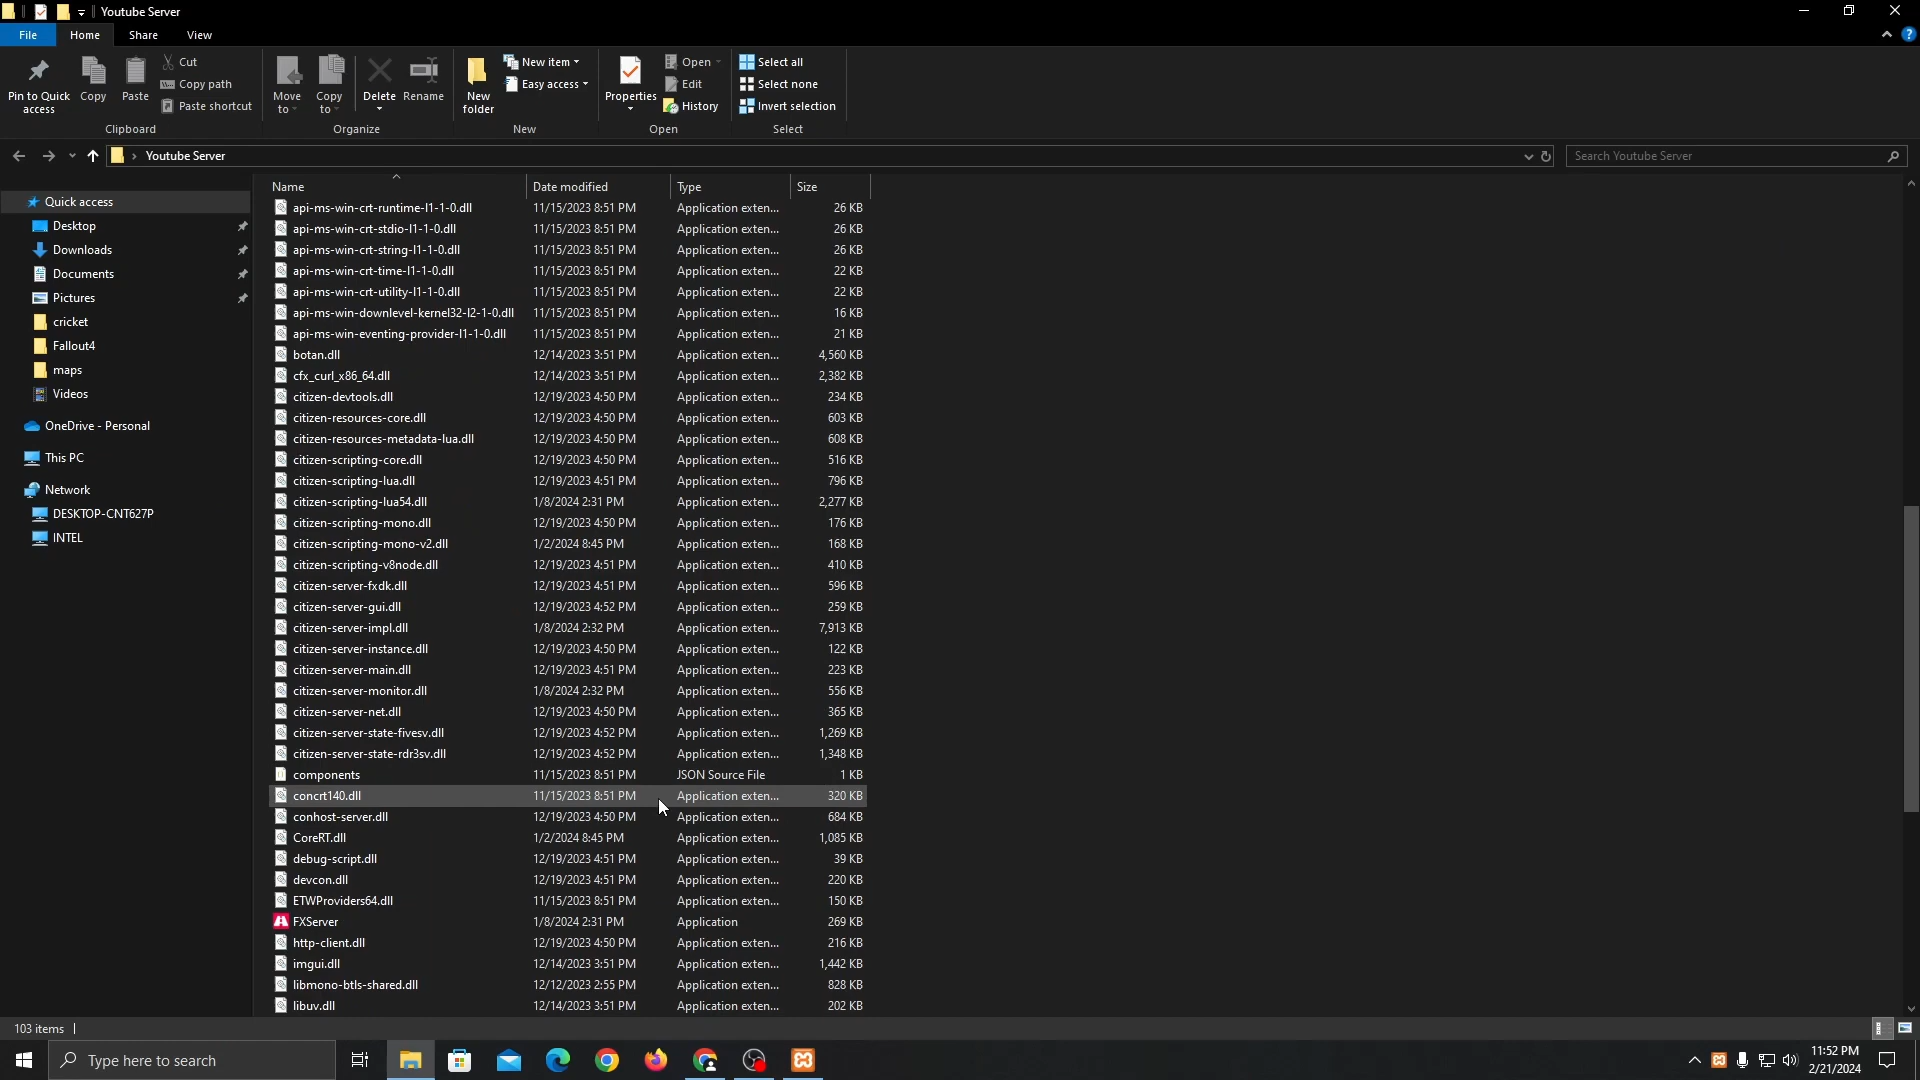 Youtube Server
File Home Share View
Pin to Quick access
Copy
Paste
Cut
Copy path
Paste shortcut
Clipboard
Move to
Copy to
Delete
Rename
Organize
New folder
New item
Easy access
New
Properties
Open
Edit
History
Open
Select all
Select none
Invert selection
Select
Youtube Server
Search Youtube Server
Quick access
Desktop
Downloads
Documents
Pictures
cricket
Fallout4
maps
Videos
OneDrive - Personal
This PC
Network
DESKTOP-CNT627P
INTEL
Name Date modified Type Size
api-ms-win-crt-runtime-l1-1-0.dll 11/15/2023 8:51 PM Application exten... 26 KB
api-ms-win-crt-stdio-l1-1-0.dll 11/15/2023 8:51 PM Application exten... 26 KB
api-ms-win-crt-string-l1-1-0.dll 11/15/2023 8:51 PM Application exten... 26 KB
api-ms-win-crt-time-l1-1-0.dll 11/15/2023 8:51 PM Application exten... 22 KB
api-ms-win-crt-utility-l1-1-0.dll 11/15/2023 8:51 PM Application exten... 22 KB
api-ms-win-downlevel-kernel32-l2-1-0.dll 11/15/2023 8:51 PM Application exten... 16 KB
api-ms-win-eventing-provider-l1-1-0.dll 11/15/2023 8:51 PM Application exten... 21 KB
botan.dll 12/14/2023 3:51 PM Application exten... 4,560 KB
cfx_curl_x86_64.dll 12/14/2023 3:51 PM Application exten... 2,382 KB
citizen-devtools.dll 12/19/2023 4:50 PM Application exten... 234 KB
citizen-resources-core.dll 12/19/2023 4:50 PM Application exten... 603 KB
citizen-resources-metadata-lua.dll 12/19/2023 4:50 PM Application exten... 608 KB
citizen-scripting-core.dll 12/19/2023 4:50 PM Application exten... 516 KB
citizen-scripting-lua.dll 12/19/2023 4:51 PM Application exten... 796 KB
citizen-scripting-lua54.dll 1/8/2024 2:31 PM Application exten... 2,277 KB
citizen-scripting-mono.dll 12/19/2023 4:50 PM Application exten... 176 KB
citizen-scripting-mono-v2.dll 1/2/2024 8:45 PM Application exten... 168 KB
citizen-scripting-v8node.dll 12/19/2023 4:51 PM Application exten... 410 KB
citizen-server-fxdk.dll 12/19/2023 4:51 PM Application exten... 596 KB
citizen-server-gui.dll 12/19/2023 4:52 PM Application exten... 259 KB
citizen-server-impl.dll 1/8/2024 2:32 PM Application exten... 7,913 KB
citizen-server-instance.dll 12/19/2023 4:50 PM Application exten... 122 KB
citizen-server-main.dll 12/19/2023 4:51 PM Application exten... 223 KB
citizen-server-monitor.dll 1/8/2024 2:32 PM Application exten... 556 KB
citizen-server-net.dll 12/19/2023 4:50 PM Application exten... 365 KB
citizen-server-state-fivesv.dll 12/19/2023 4:52 PM Application exten... 1,269 KB
citizen-server-state-rdr3sv.dll 12/19/2023 4:52 PM Application exten... 1,348 KB
components 11/15/2023 8:51 PM JSON Source File 1 KB
concrt140.dll 11/15/2023 8:51 PM Application exten... 320 KB
conhost-server.dll 12/19/2023 4:50 PM Application exten... 684 KB
CoreRT.dll 1/2/2024 8:45 PM Application exten... 1,085 KB
debug-script.dll 12/19/2023 4:51 PM Application exten... 39 KB
devcon.dll 12/19/2023 4:51 PM Application exten... 220 KB
ETWProviders64.dll 11/15/2023 8:51 PM Application exten... 150 KB
FXServer 1/8/2024 2:31 PM Application 269 KB
http-client.dll 12/19/2023 4:50 PM Application exten... 216 KB
imgui.dll 12/14/2023 3:51 PM Application exten... 1,442 KB
libmono-btls-shared.dll 12/12/2023 2:55 PM Application exten... 828 KB
libuv.dll 12/14/2023 3:51 PM Application exten... 202 KB
103 items
Type here to search
11:52 PM
2/21/2024